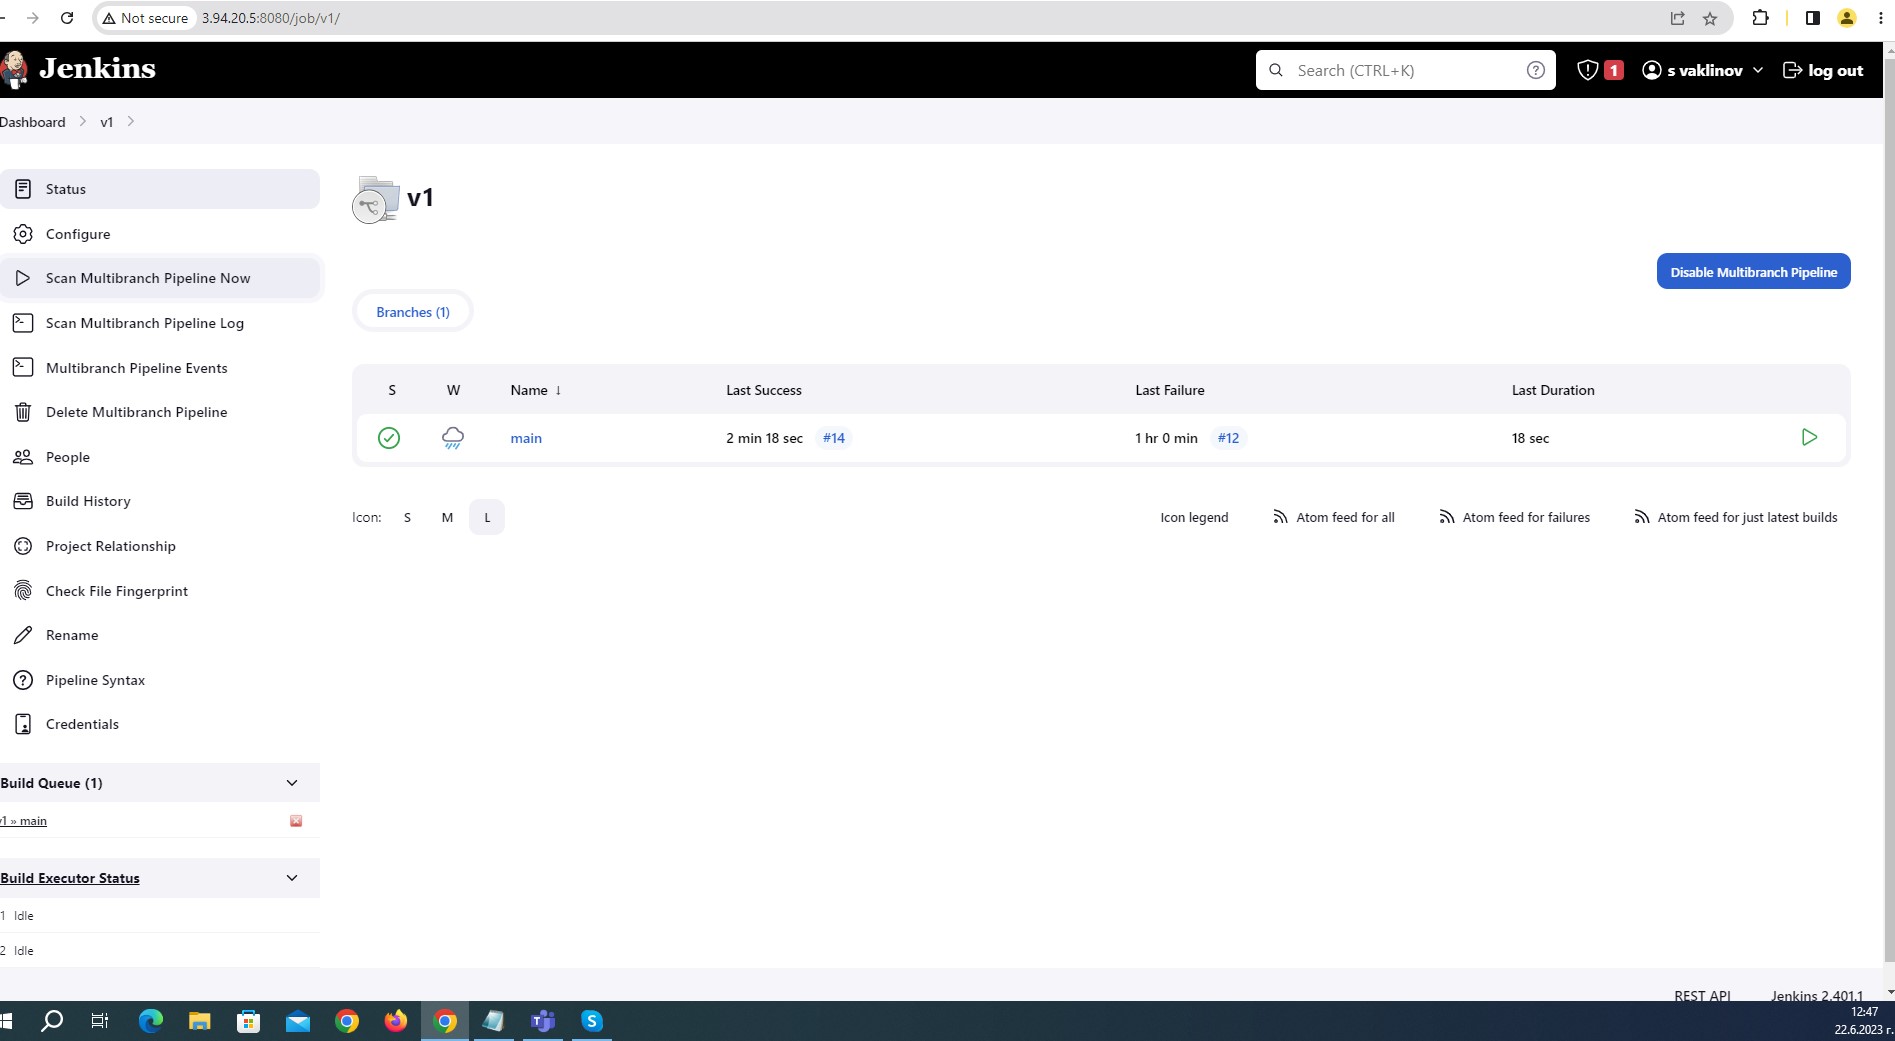 Not secure 3.94.20.5:8080/job/v1/
Jenkins
Search (CTRL+K)
1
s vaklinov
log out
Dashboard
v1
Status
Configure
Scan Multibranch Pipeline Now
Scan Multibranch Pipeline Log
Multibranch Pipeline Events
Delete Multibranch Pipeline
People
Build History
Project Relationship
Check File Fingerprint
Rename
Pipeline Syntax
Credentials
Build Queue (1)
v1 » main
Build Executor Status
1 Idle
2 Idle
v1
Disable Multibranch Pipeline
Branches (1)
S W Name ↓ Last Success Last Failure Last Duration
main 2 min 18 sec #14 1 hr 0 min #12 18 sec
Icon: S M L
Icon legend Atom feed for all Atom feed for failures Atom feed for just latest builds
REST API Jenkins 2.401.1
12:47
22.6.2023 г.